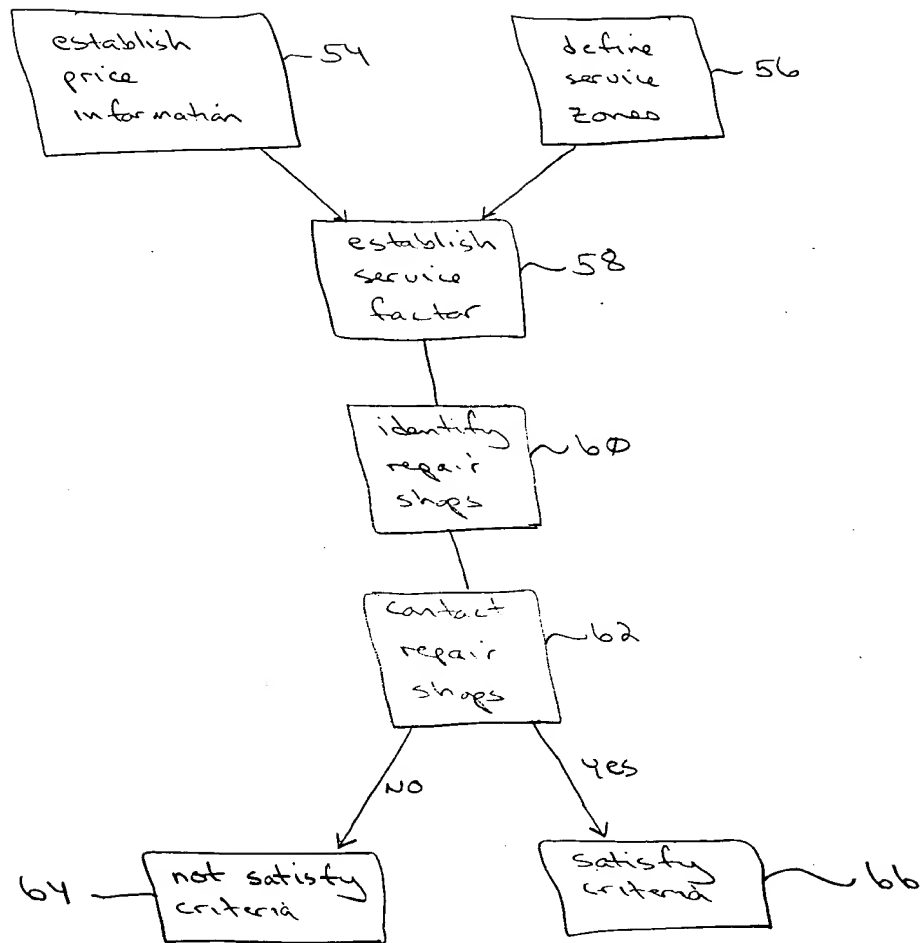 establish
price
information
54
define
service
zones
56
establish
service
factor
58
identify
repair
shops
60
contact
repair
shops
62
NO
yes
64
not satisfy
criteria
satisfy
criteria
66